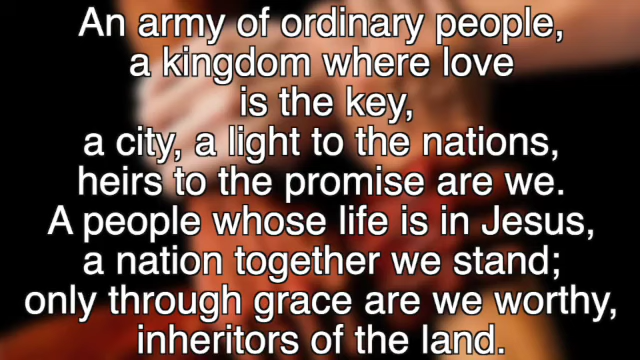 An army of ordinary people,
a kingdom where love
is the key,
a city, a light to the nations,
heirs to the promise are we.
A people whose life is in Jesus,
a nation together we stand;
only through grace are we worthy,
inheritors of the land.